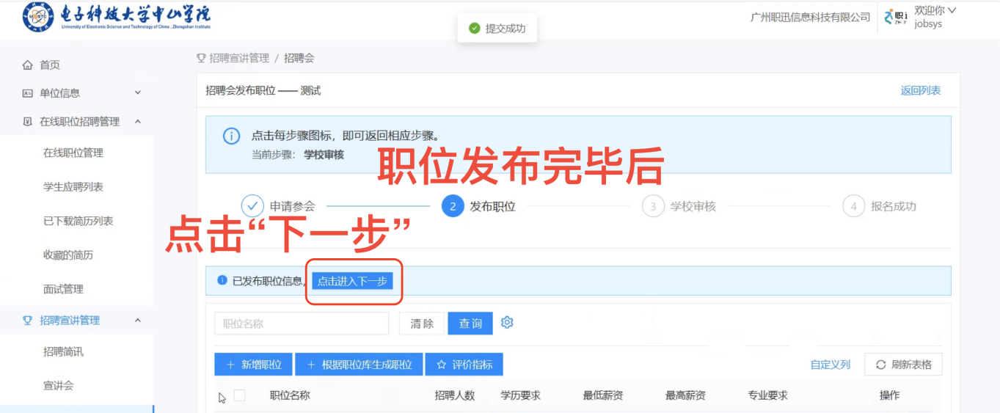 电子科技大学中山学院
University of Electronic Science and Technology of China , Zhongshan Institute
提交成功
广州职迅信息科技有限公司
欢迎你
jobsys
首页
单位信息
在线职位招聘管理
在线职位管理
学生应聘列表
已下载简历列表
收藏的简历
面试管理
招聘宣讲管理
招聘简讯
宣讲会
招聘宣讲管理 / 招聘会
招聘会发布职位 —— 测试
返回列表
点击每步骤图标，即可返回相应步骤。
当前步骤： 学校审核
职位发布完毕后
申请参会
2 发布职位
3 学校审核
4 报名成功
点击“下一步”
已发布职位信息, 点击进入下一步
职位名称
清 除
查 询
+ 新增职位
+ 根据职位库生成职位
评价指标
自定义列
刷新表格
职位名称 招聘人数 学历要求 最低薪资 最高薪资 专业要求 操作